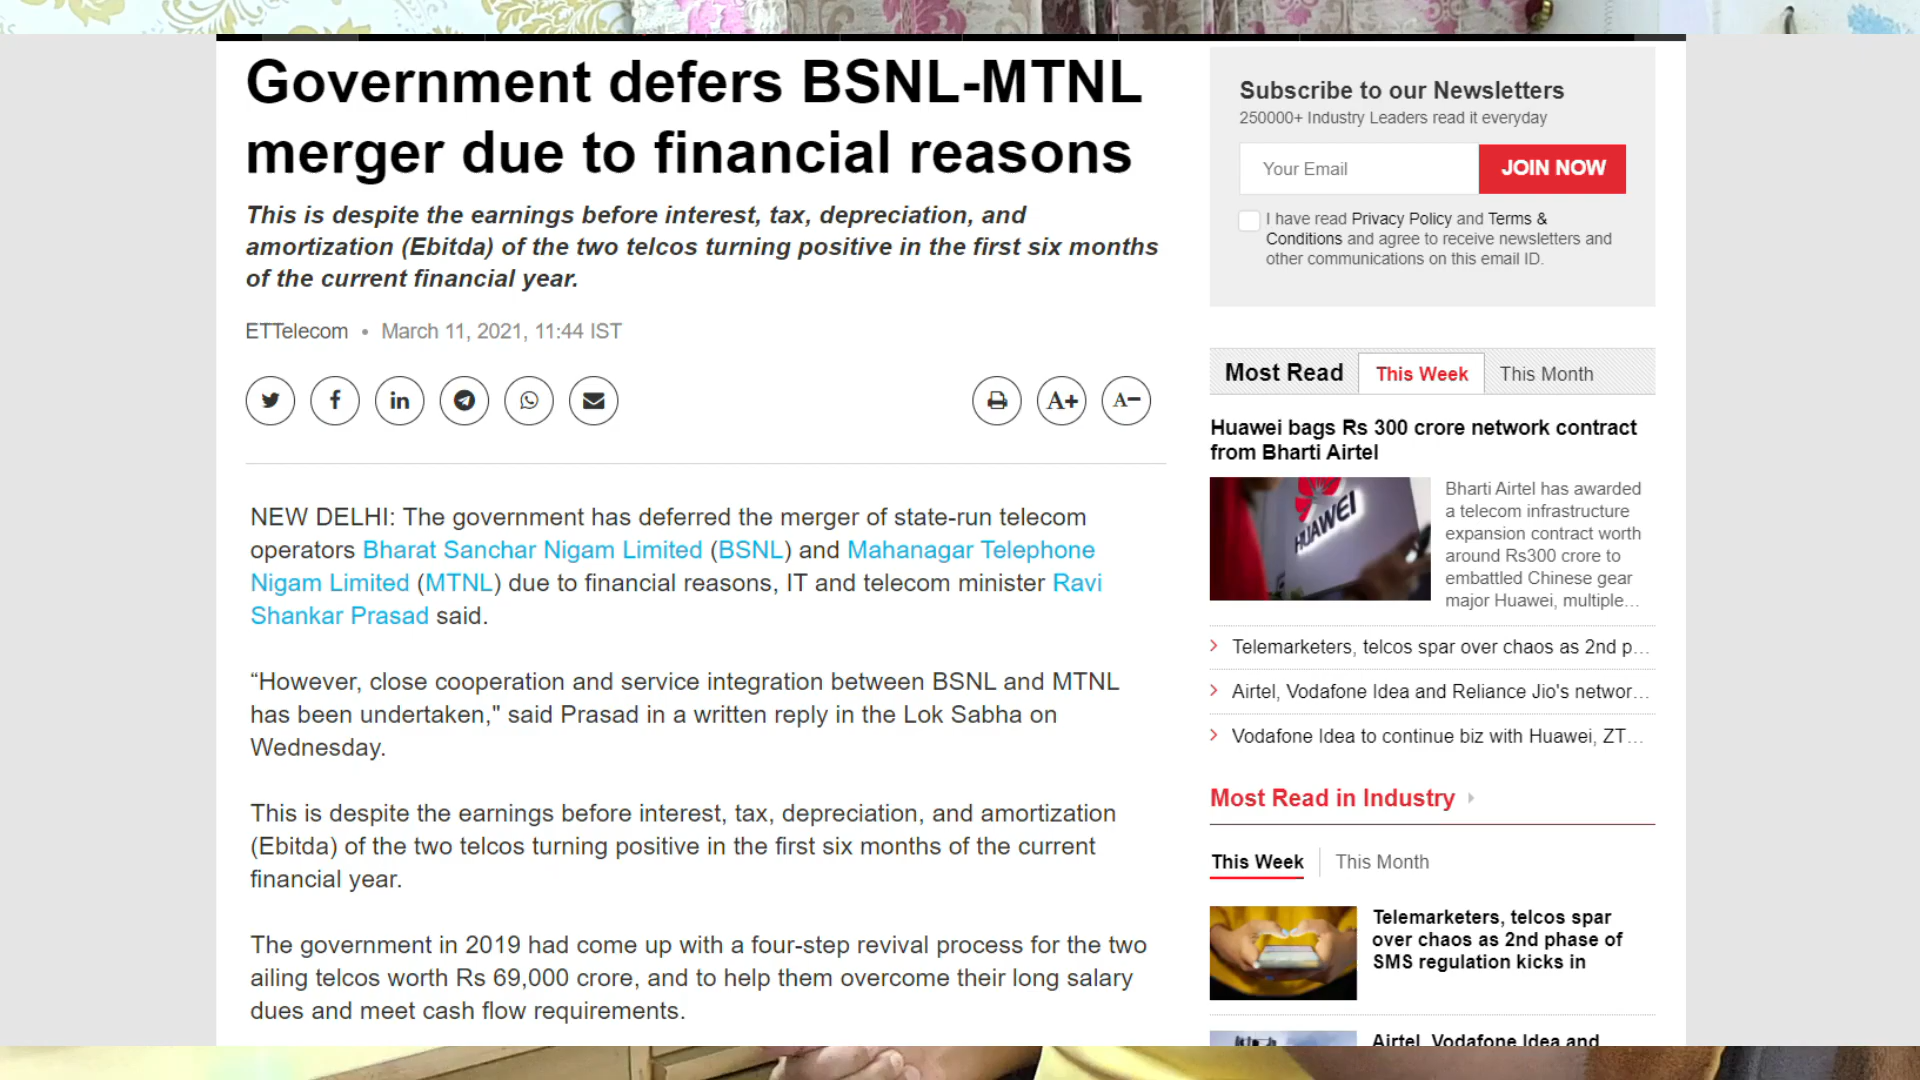 Government defers BSNL-MTNL
merger due to financial reasons
This is despite the earnings before interest, tax, depreciation, and
amortization (Ebitda) of the two telcos turning positive in the first six months
of the current financial year.
ETTelecom • March 11, 2021, 11:44 IST
A+
A-
NEW DELHI: The government has deferred the merger of state-run telecom
operators Bharat Sanchar Nigam Limited (BSNL) and Mahanagar Telephone
Nigam Limited (MTNL) due to financial reasons, IT and telecom minister Ravi
Shankar Prasad said.
“However, close cooperation and service integration between BSNL and MTNL
has been undertaken," said Prasad in a written reply in the Lok Sabha on
Wednesday.
This is despite the earnings before interest, tax, depreciation, and amortization
(Ebitda) of the two telcos turning positive in the first six months of the current
financial year.
The government in 2019 had come up with a four-step revival process for the two
ailing telcos worth Rs 69,000 crore, and to help them overcome their long salary
dues and meet cash flow requirements.
Subscribe to our Newsletters
250000+ Industry Leaders read it everyday
Your Email
JOIN NOW
I have read Privacy Policy and Terms &
Conditions and agree to receive newsletters and
other communications on this email ID.
Most Read
This Week
This Month
Huawei bags Rs 300 crore network contract
from Bharti Airtel
HUAWEI
Bharti Airtel has awarded
a telecom infrastructure
expansion contract worth
around Rs300 crore to
embattled Chinese gear
major Huawei, multiple...
Telemarketers, telcos spar over chaos as 2nd p...
Airtel, Vodafone Idea and Reliance Jio's networ...
Vodafone Idea to continue biz with Huawei, ZT...
Most Read in Industry
This Week
This Month
Telemarketers, telcos spar
over chaos as 2nd phase of
SMS regulation kicks in
Airtel, Vodafone Idea and